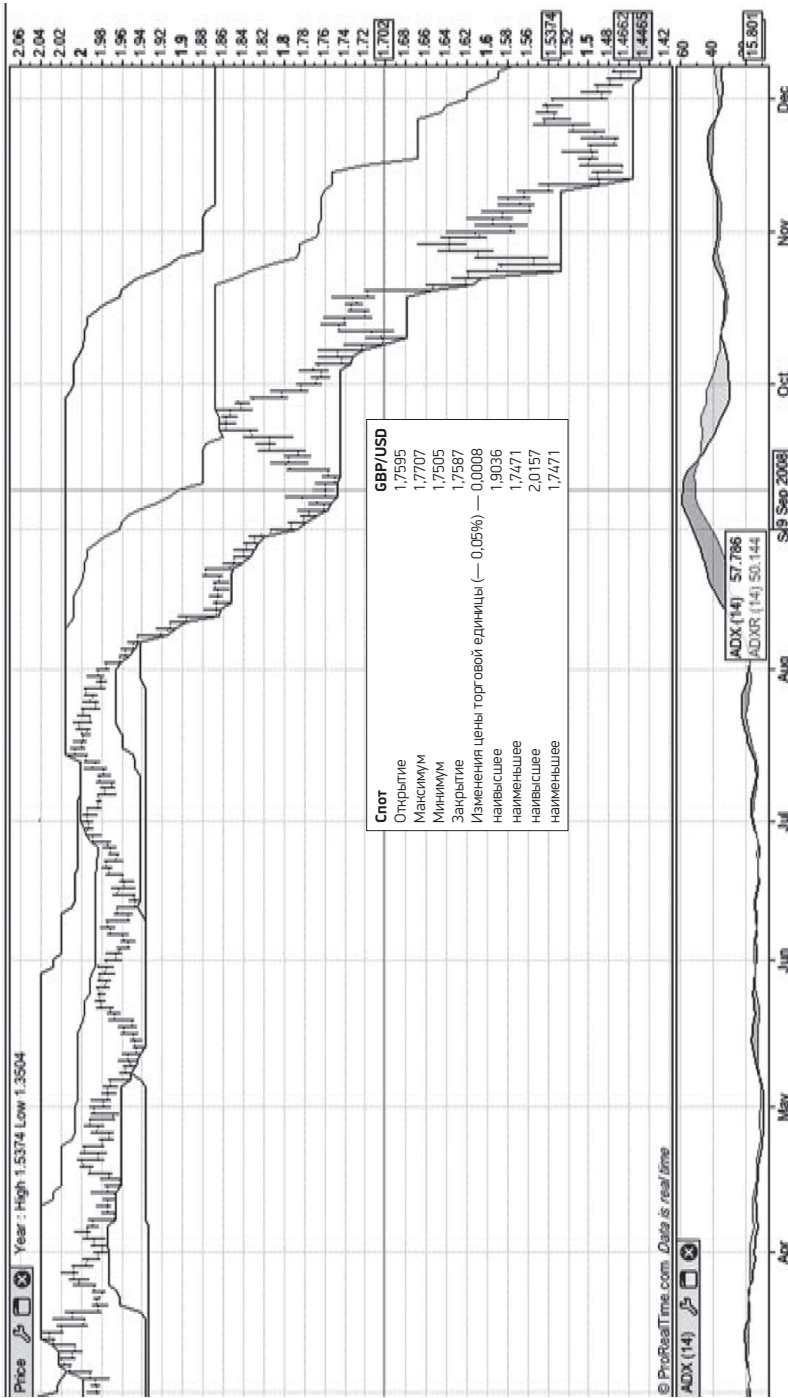 Price
Year : High 1.5374 Low 1.3504
2.06
2.04
2.02
2
1.98
1.96
1.94
1.92
1.9
1.88
1.86
1.84
1.82
1.8
1.78
1.76
1.74
1.72
1.702
1.68
1.66
1.64
1.62
1.6
1.58
1.5374
1.52
1.5
1.48
1.4662
1.4465
1.42
Спот GBP/USD
Открытие 1,7595
Максимум 1,7707
Минимум 1,7505
Закрытие 1,7587
Изменения цены торговой единицы (— 0,05%) — 0,0008
наивысшее 1,9036
наименьшее 1,7471
наивысшее 2,0157
наименьшее 1,7471
© ProRealTime.com Data is real time
ADX (14)
60
40
15.801
ADX (14) 57.786
ADXR (14) 50.144
Apr
May
Jun
Jul
Aug
9 Sep 2008
Oct
Nov
Dec